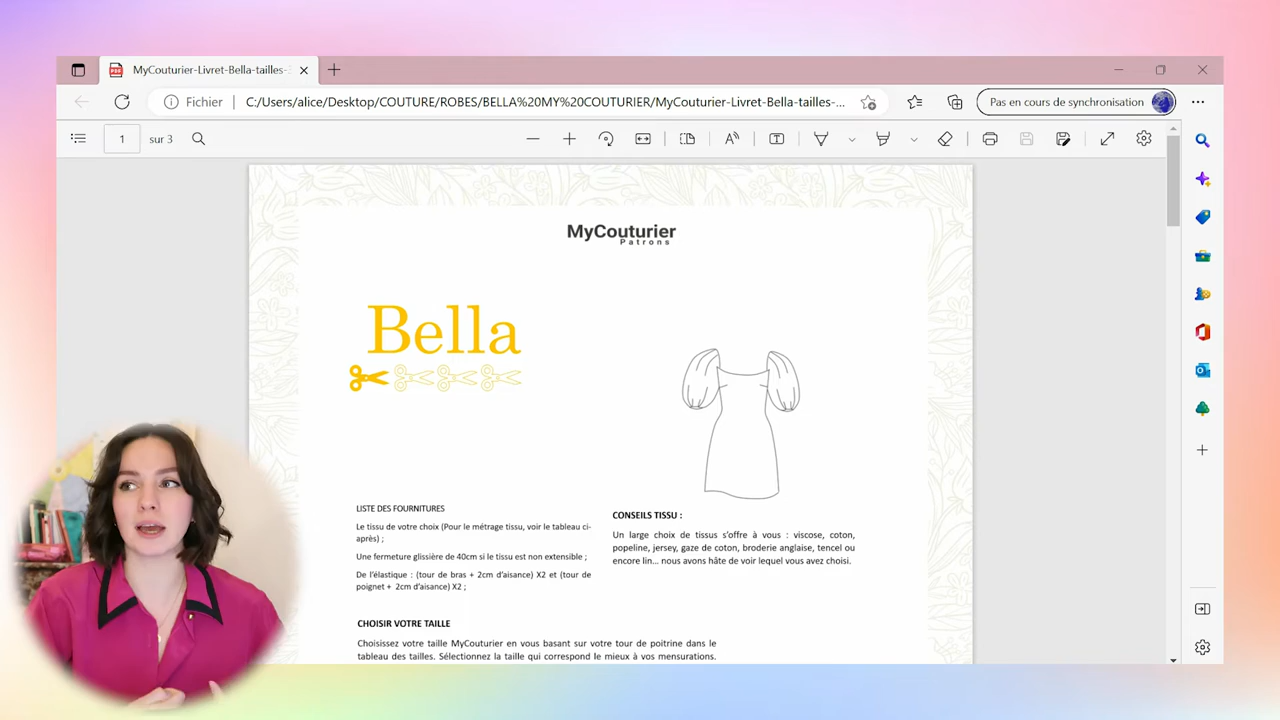 MyCouturier-Livret-Bella-tailles-
Fichier
C:/Users/alice/Desktop/COUTURE/ROBES/BELLA%20MY%20COUTURIER/MyCouturier-Livret-Bella-tailles-...
Pas en cours de synchronisation
1 sur 3
MyCouturier
Patrons
Bella
LISTE DES FOURNITURES
Le tissu de votre choix (Pour le métrage tissu, voir le tableau ci-
après) ;
Une fermeture glissière de 40cm si le tissu est non extensible ;
De l'élastique : (tour de bras + 2cm d'aisance) X2 et (tour de
poignet + 2cm d'aisance) X2 ;
CONSEILS TISSU :
Un large choix de tissus s'offre à vous : viscose, coton,
popeline, jersey, gaze de coton, broderie anglaise, tencel ou
encore lin... nous avons hâte de voir lequel vous avez choisi.
CHOISIR VOTRE TAILLE
Choisissez votre taille MyCouturier en vous basant sur votre tour de poitrine dans le
tableau des tailles. Sélectionnez la taille qui correspond le mieux à vos mensurations.